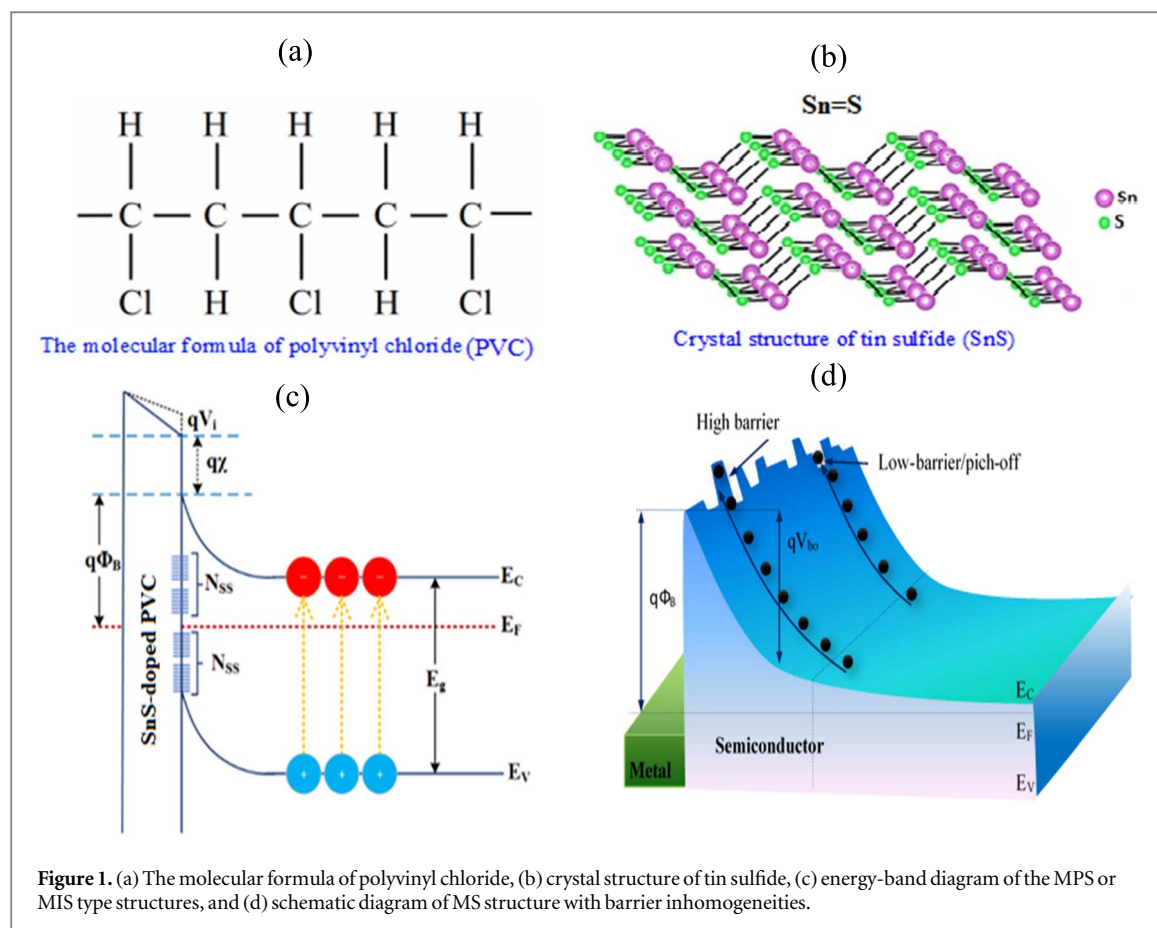 (a)
H H H H H
— C — C — C — C — C —
Cl H Cl H Cl
The molecular formula of polyvinyl chloride (PVC)
(b)
Sn=S
Sn
S
Crystal structure of tin sulfide (SnS)
(c)
qVi
qχ
qΦB
NSS
NSS
SnS-doped PVC
- - -
EC
EF
Eg
+ + +
EV
(d)
High barrier
Low-barrier/pich-off
qVbo
qΦB
EC
EF
EV
Semiconductor
Metal
Figure 1. (a) The molecular formula of polyvinyl chloride, (b) crystal structure of tin sulfide, (c) energy-band diagram of the MPS or
MIS type structures, and (d) schematic diagram of MS structure with barrier inhomogeneities.